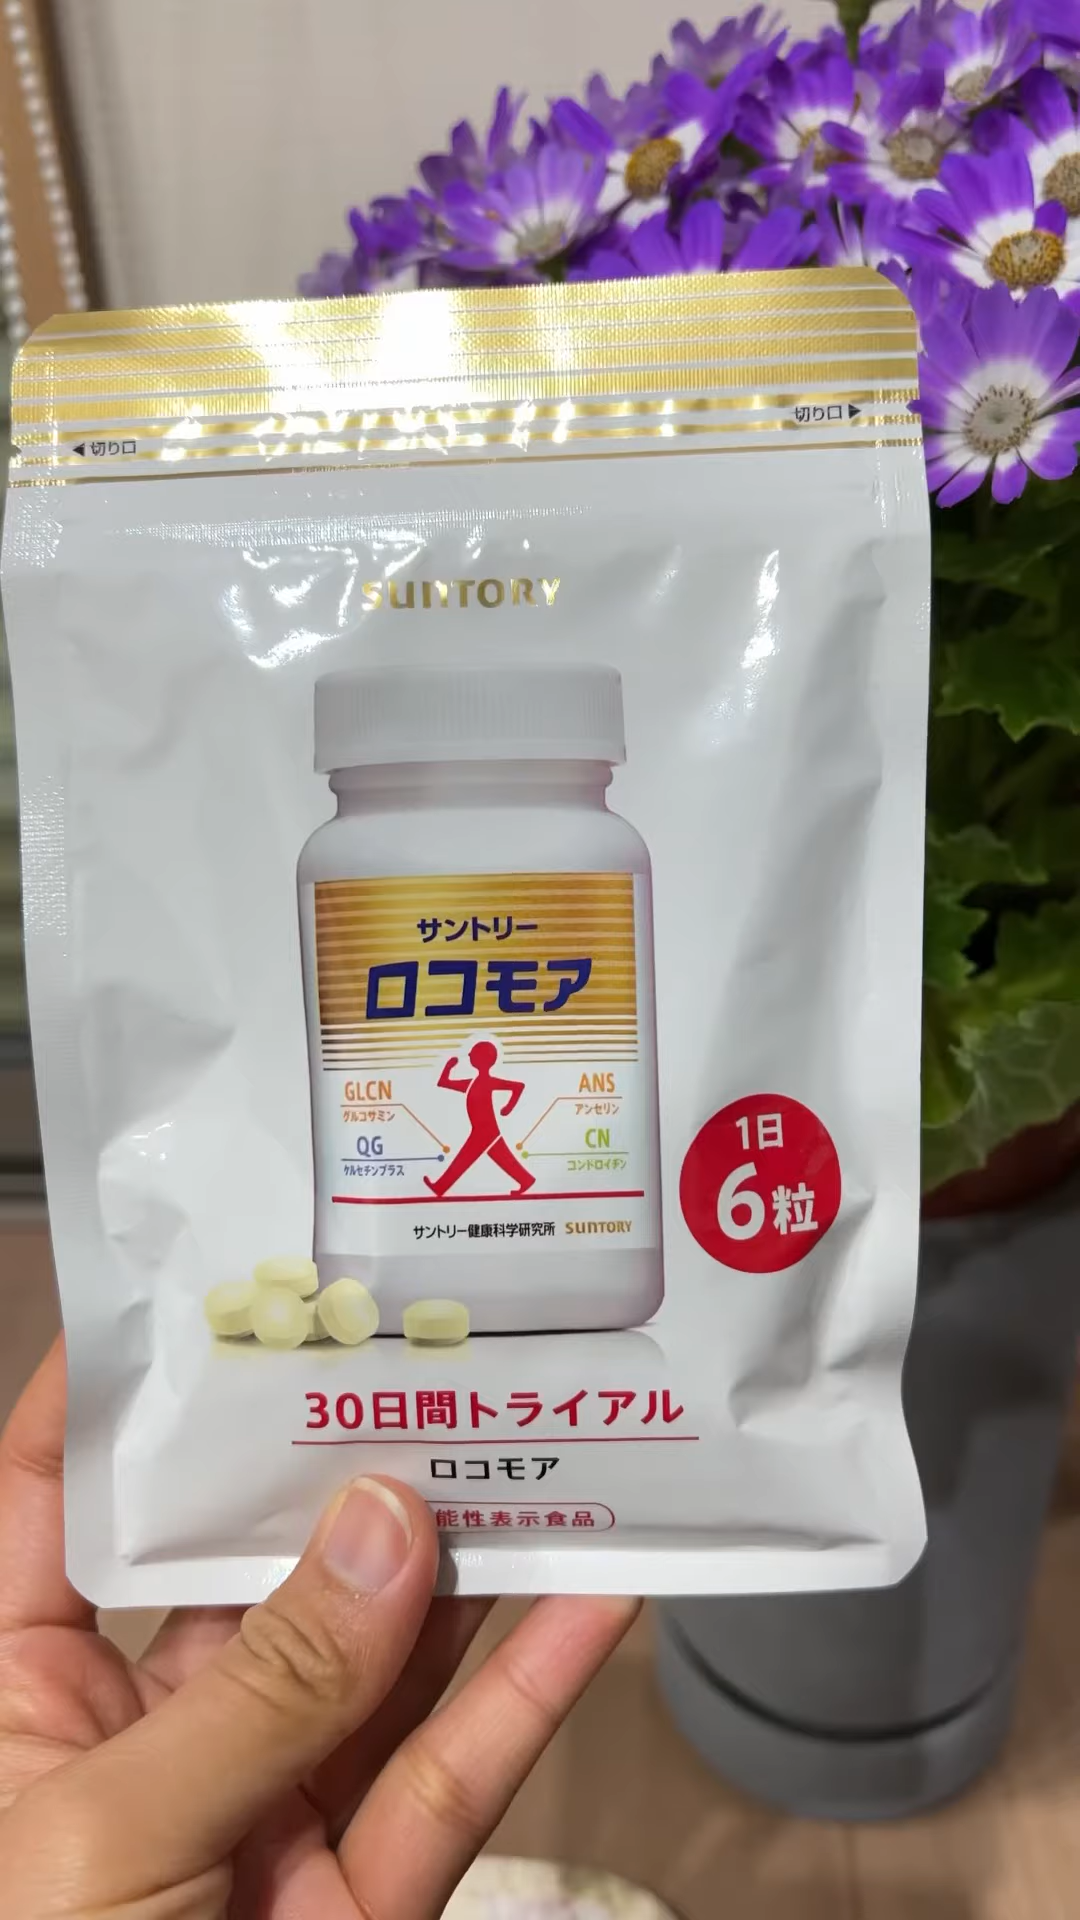 ◀切り口
切り口▶
SUNTORY
サントリー
ロコモア
GLCN
グルコサミン
ANS
アンセリン
QG
ケルセチンプラス
CN
コンドロイチン
サントリー健康科学研究所 SUNTORY
1日
6粒
30日間トライアル
ロコモア
能性表示食品